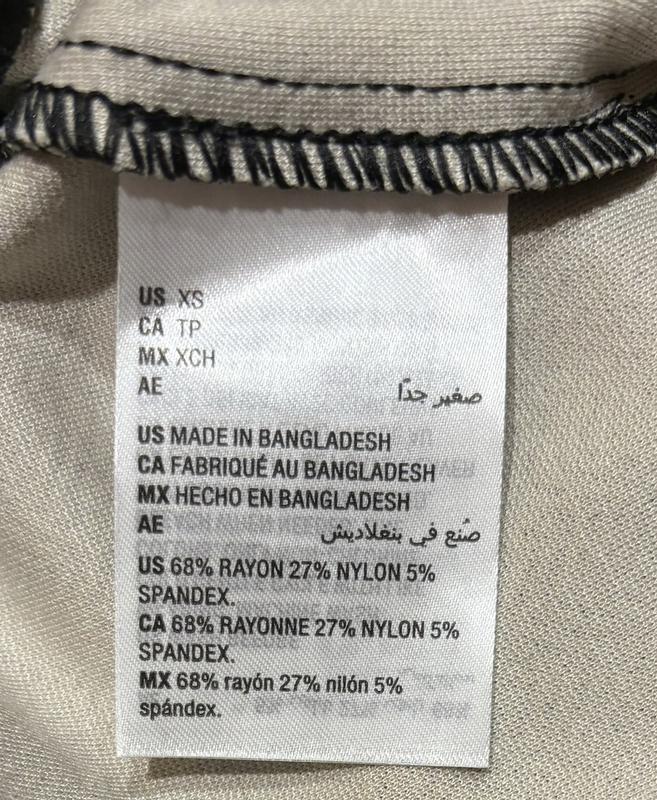 US XS
CA TP
MX XCH
AE صغير جدًا
US MADE IN BANGLADESH
CA FABRIQUÉ AU BANGLADESH
MX HECHO EN BANGLADESH
AE صُنع في بنغلاديش
US 68% RAYON 27% NYLON 5%
SPANDEX.
CA 68% RAYONNE 27% NYLON 5%
SPANDEX.
MX 68% rayón 27% nilón 5%
spándex.